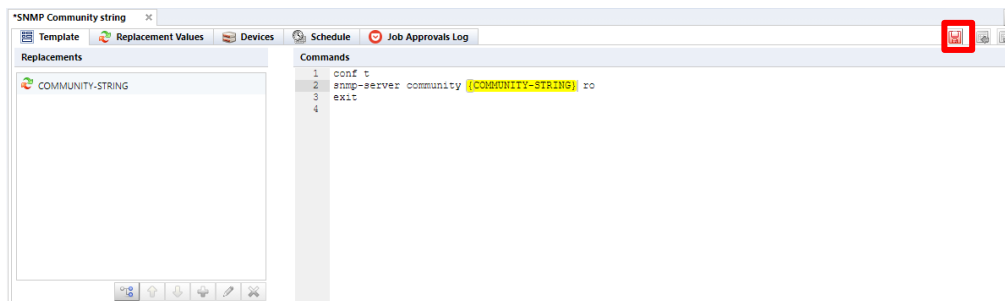 *SNMP Community string
Template Replacement Values Devices Schedule Job Approvals Log
Replacements
Commands
COMMUNITY-STRING
1 conf t
2 snmp-server community {COMMUNITY-STRING} ro
3 exit
4